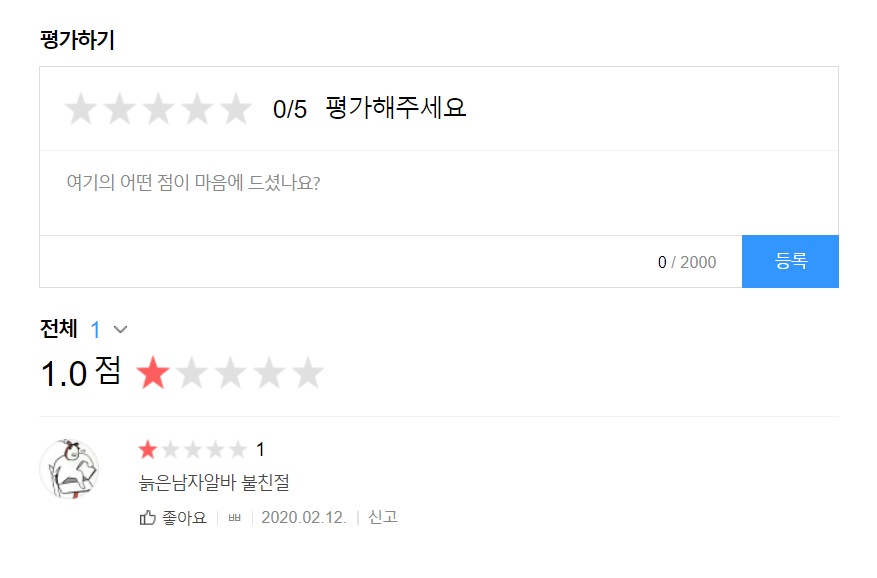 평가하기
0/5 평가해주세요
여기의 어떤 점이 마음에 드셨나요?
0 / 2000 등록
전체 1
1.0 점
1
늙은남자알바 불친절
좋아요 ㅃㅃ 2020.02.12. 신고